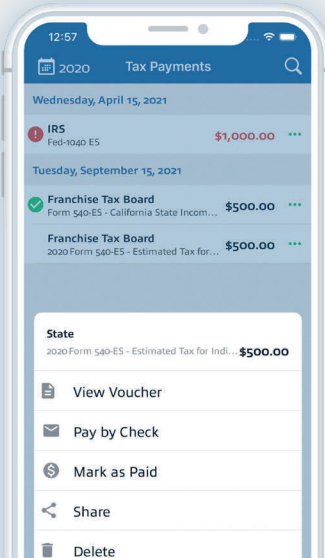 12:57
2020 Tax Payments
Wednesday, April 15, 2021
IRS
Fed-1040 ES $1,000.00
Tuesday, September 15, 2021
Franchise Tax Board
Form 540-ES - California State Incom... $500.00
Franchise Tax Board
2020 Form 540-ES - Estimated Tax for... $500.00
State
2020 Form 540-ES - Estimated Tax for Indi... $500.00
View Voucher
Pay by Check
Mark as Paid
Share
Delete